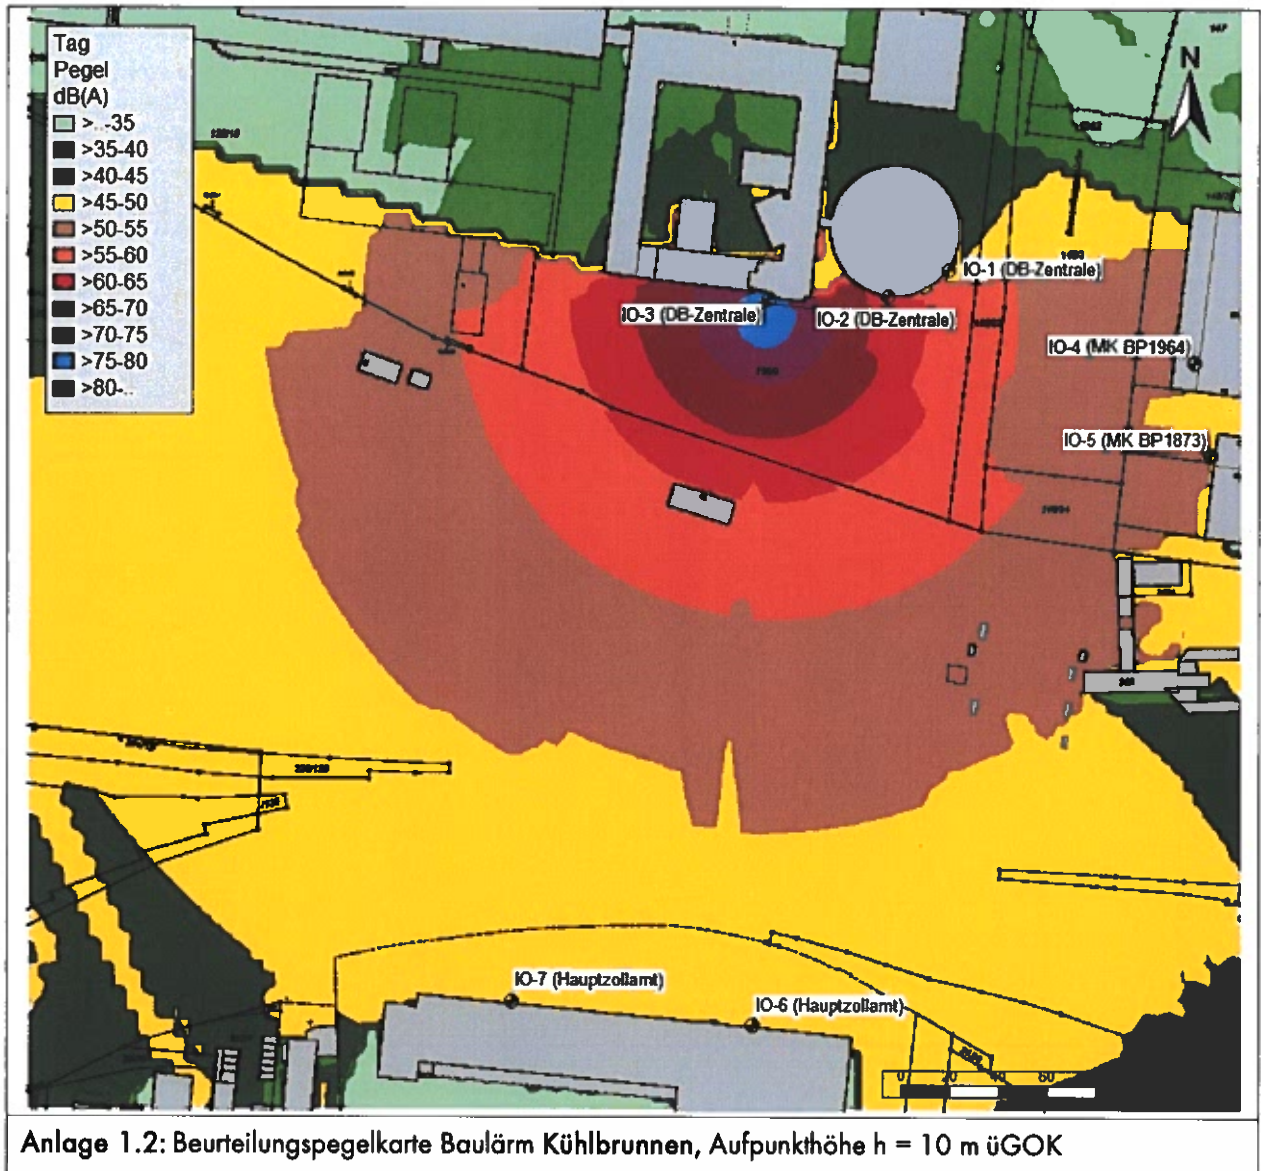 Tag
Pegel
dB(A)
>..-35
>35-40
>40-45
>45-50
>50-55
>55-60
>60-65
>65-70
>70-75
>75-80
>80-..
N
IO-1 (DB-Zentrale)
IO-3 (DB-Zentrale)
IO-2 (DB-Zentrale)
IO-4 (MK BP1964)
IO-5 (MK BP1873)
IO-7 (Hauptzollamt)
IO-6 (Hauptzollamt)
0 20 40 60
Anlage 1.2: Beurteilungspegelkarte Baulärm Kühlbrunnen, Aufpunkthöhe h = 10 m üGOK